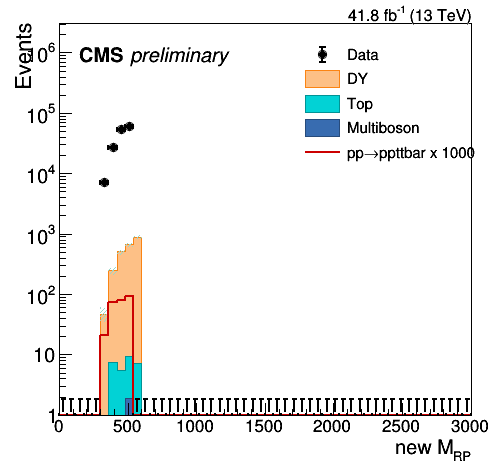 41.8 fb⁻¹ (13 TeV)
Events
CMS preliminary
Data
DY
Top
Multiboson
pp→ppttbar x 1000
10⁶
10⁵
10⁴
10³
10²
10
1
0 500 1000 1500 2000 2500 3000
new M_RP